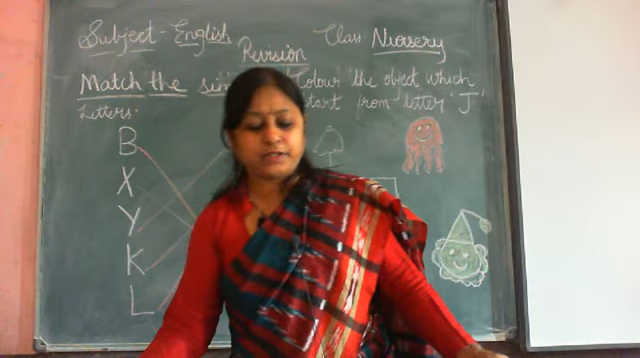 Subject - English Class Nursery
Revision
Match the Colour the object which
Letters. start from letter 'J'
B
X
Y
K
L